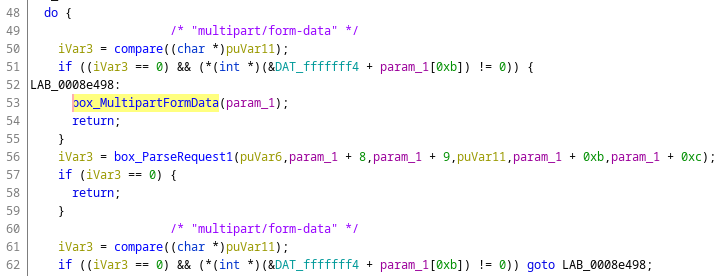 48 do {
49 /* "multipart/form-data" */
50 iVar3 = compare((char *)puVar11);
51 if ((iVar3 == 0) && (*(int *)(&DAT_fffffff4 + param_1[0xb]) != 0)) {
52 LAB_0008e498:
53 box_MultipartFormData(param_1);
54 return;
55 }
56 iVar3 = box_ParseRequest1(puVar6,param_1 + 8,param_1 + 9,puVar11,param_1 + 0xb,param_1 + 0xc);
57 if (iVar3 == 0) {
58 return;
59 }
60 /* "multipart/form-data" */
61 iVar3 = compare((char *)puVar11);
62 if ((iVar3 == 0) && (*(int *)(&DAT_fffffff4 + param_1[0xb]) != 0)) goto LAB_0008e498;